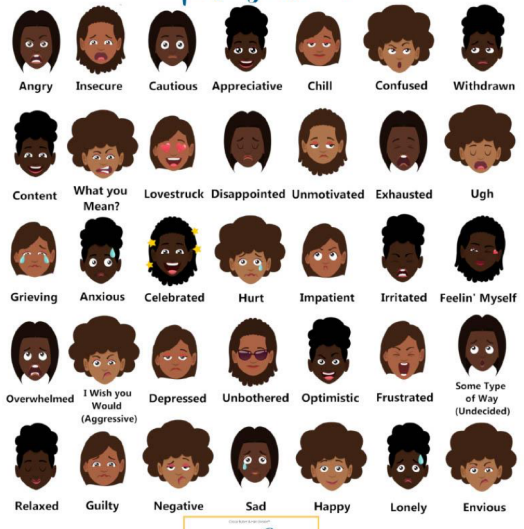 Angry Insecure Cautious Appreciative Chill Confused Withdrawn
Content What you Mean? Lovestruck Disappointed Unmotivated Exhausted Ugh
Grieving Anxious Celebrated Hurt Impatient Irritated Feelin' Myself
Overwhelmed I Wish you Would (Aggressive) Depressed Unbothered Optimistic Frustrated Some Type of Way (Undecided)
Relaxed Guilty Negative Sad Happy Lonely Envious